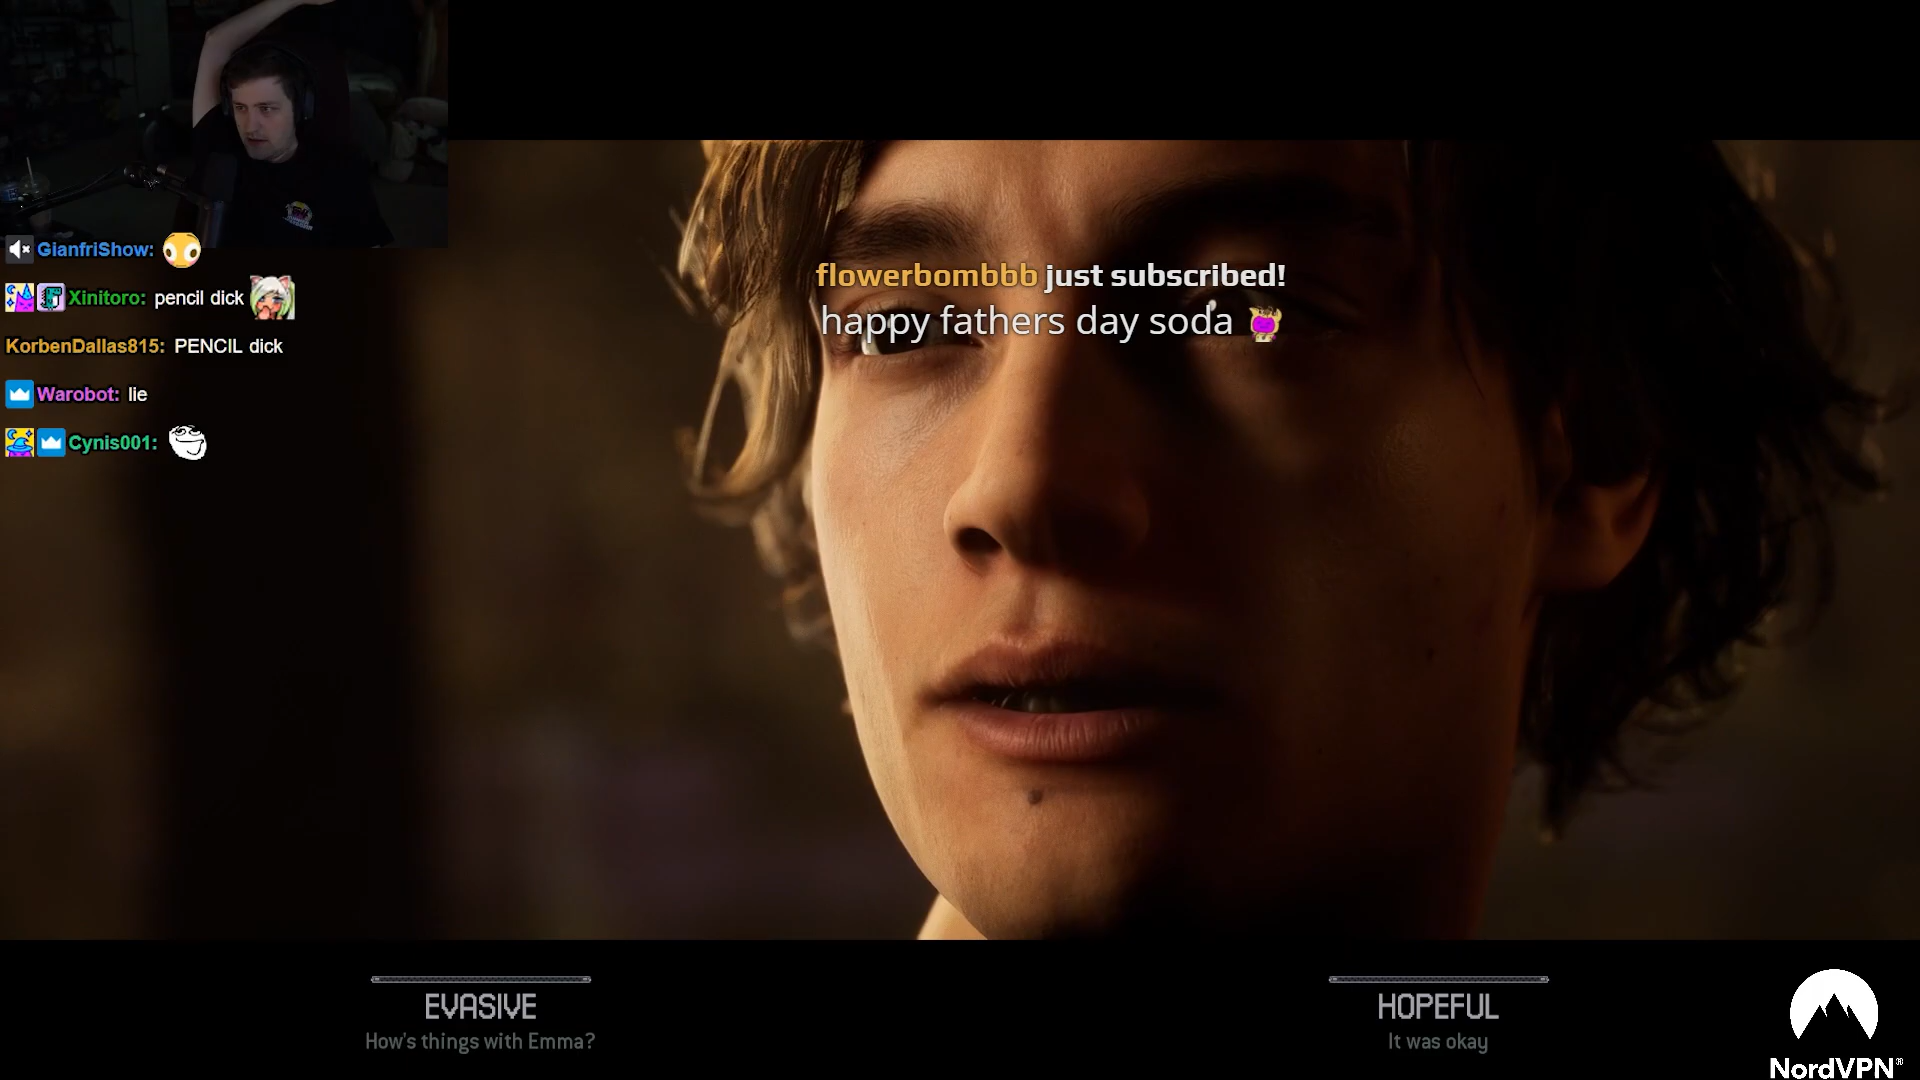 GianfriShow:
Xinitoro: pencil dick
KorbenDallas815: PENCIL dick
Warobot: lie
Cynis001:
flowerbombbb just subscribed!
happy fathers day soda
EVASIVE
How's things with Emma?
HOPEFUL
It was okay
NordVPN®